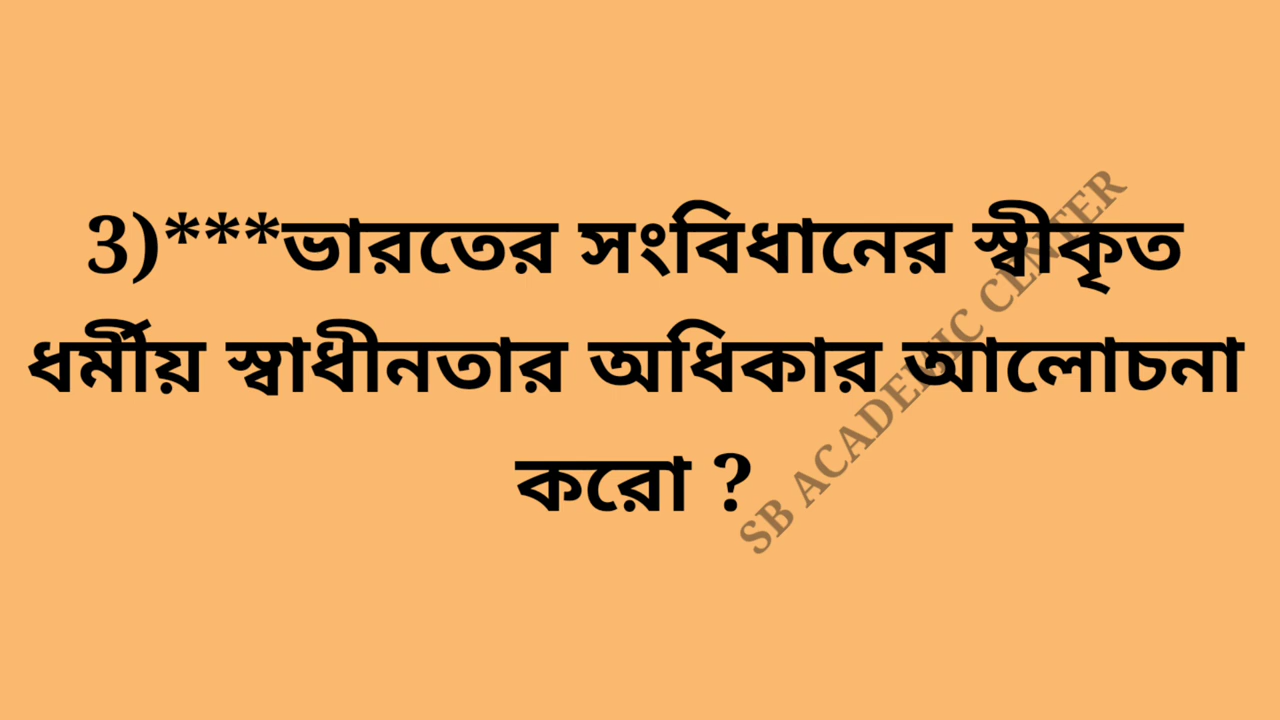 3)***ভারতের সংবিধানের স্বীকৃত
ধর্মীয় স্বাধীনতার অধিকার আলোচনা
করো ?
SB ACADEMIC CENTER